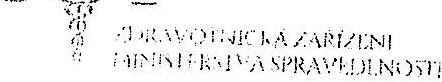 ZDRAVOTNICKÁ ZAŘÍZENÍ
MINISTERSTVA SPRAVEDLNOSTI